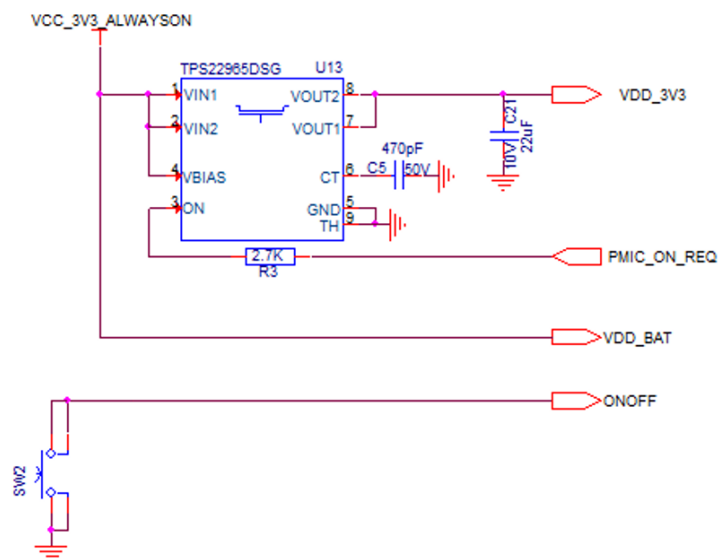 VCC_3V3_ALWAYSON
TPS22965DSG U13
1 VIN1 VOUT2 8 VDD_3V3
2 VIN2 VOUT1 7
C21
10V 22uF
470pF
4 VBIAS CT 6 C5 50V
3 ON GND 5
TH 9
2.7K PMIC_ON_REQ
R3
VDD_BAT
ONOFF
SW2